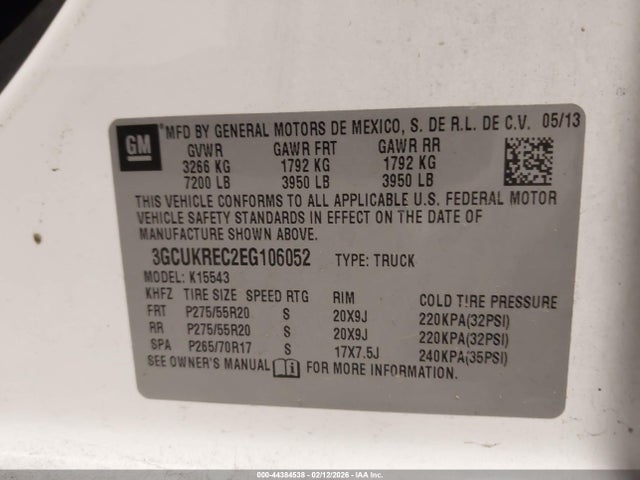 GM
MFD BY GENERAL MOTORS DE MEXICO, S. DE R.L. DE C.V. 05/13
GVWR GAWR FRT GAWR RR
3266 KG 1792 KG 1792 KG
7200 LB 3950 LB 3950 LB
THIS VEHICLE CONFORMS TO ALL APPLICABLE U.S. FEDERAL MOTOR
VEHICLE SAFETY STANDARDS IN EFFECT ON THE DATE OF
MANUFACTURE SHOWN ABOVE.
3GCUKREC2EG106052 TYPE: TRUCK
MODEL: K15543
KHFZ TIRE SIZE SPEED RTG RIM COLD TIRE PRESSURE
FRT P275/55R20 S 20X9J 220KPA(32PSI)
RR P275/55R20 S 20X9J 220KPA(32PSI)
SPA P265/70R17 S 17X7.5J 240KPA(35PSI)
SEE OWNER'S MANUAL FOR MORE INFORMATION.
000-44384538 - 02/12/2026 - IAA Inc.